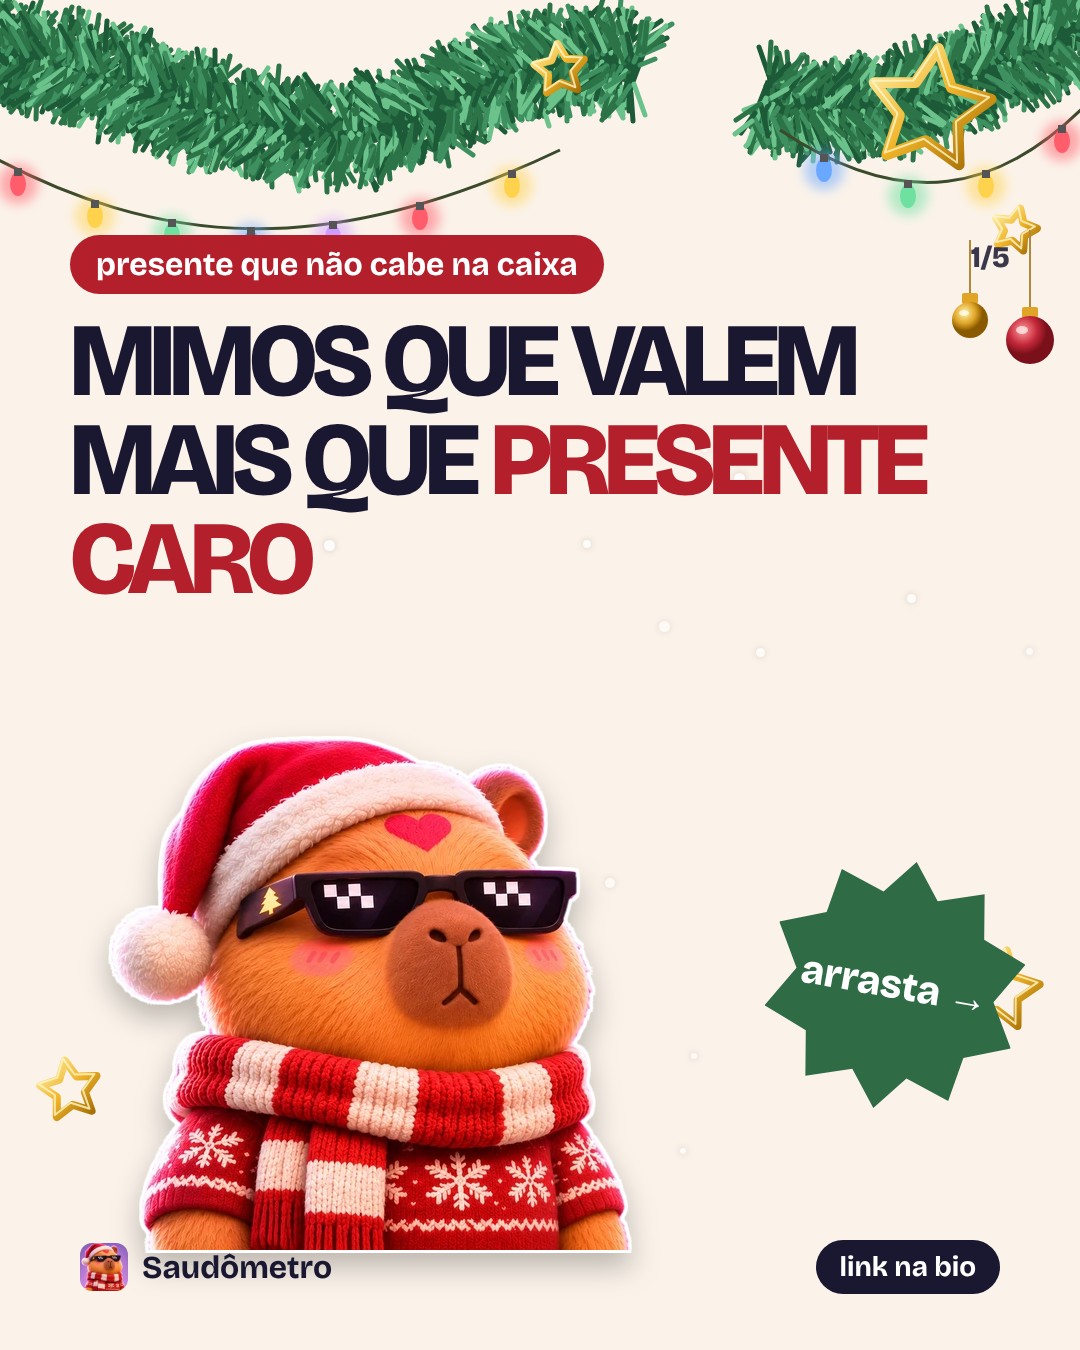 presente que não cabe na caixa
1/5
MIMOS QUE VALEM
MAIS QUE PRESENTE
CARO
arrasta →
Saudômetro
link na bio